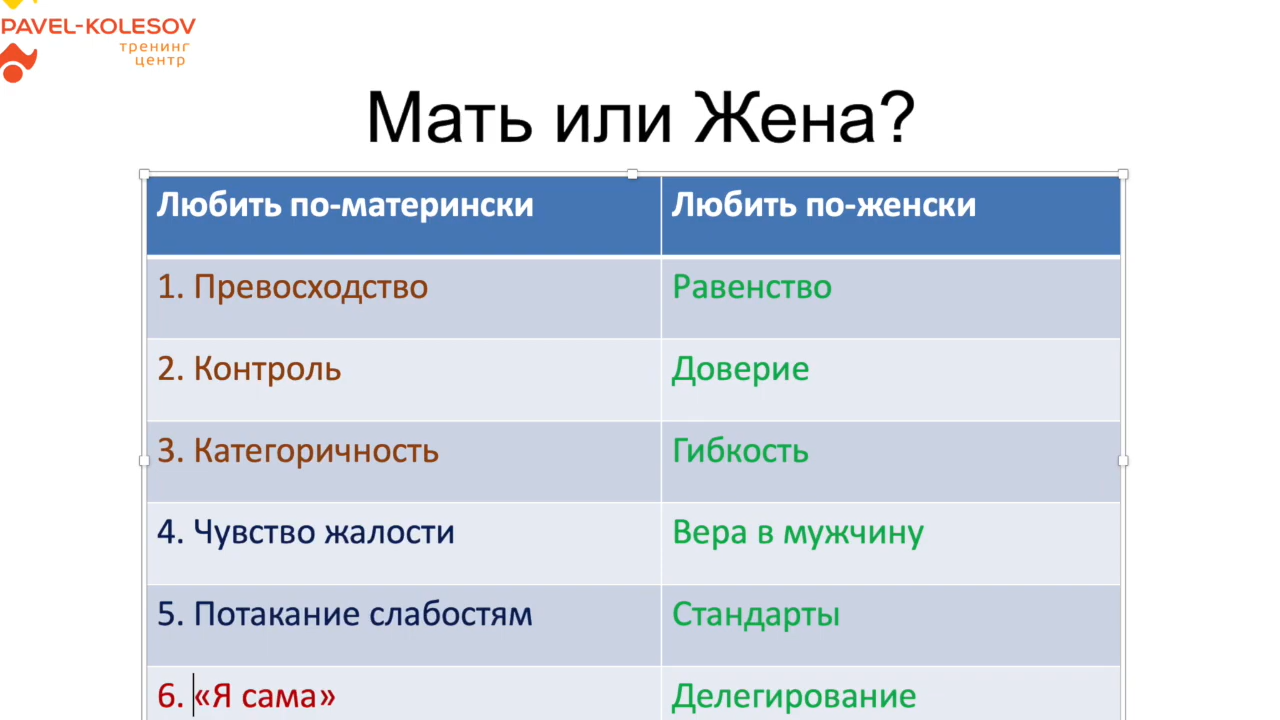 PAVEL-KOLESOV
тренинг
центр
Мать или Жена?
Любить по-матерински Любить по-женски
1. Превосходство Равенство
2. Контроль Доверие
3. Категоричность Гибкость
4. Чувство жалости Вера в мужчину
5. Потакание слабостям Стандарты
6. «Я сама» Делегирование